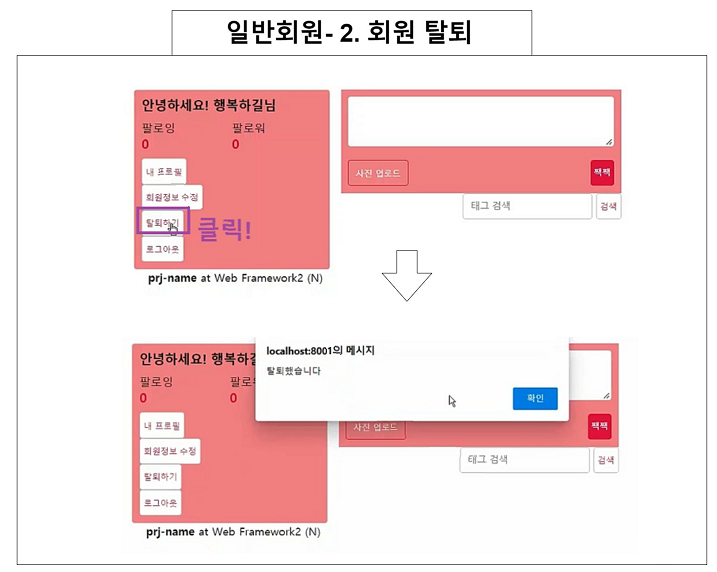 일반회원- 2. 회원 탈퇴
안녕하세요! 행복하길님
팔로잉 팔로워
0 0
내 프로필
회원정보 수정
탈퇴하기
클릭!
로그아웃
prj-name at Web Framework2 (N)
사진 업로드
짹짹
태그 검색
검색
localhost:8001의 메시지
탈퇴했습니다
확인
안녕하세요! 행복하
팔로잉 팔로
0 0
내 프로필
회원정보 수정
탈퇴하기
로그아웃
prj-name at Web Framework2 (N)
사진 업로드
짹짹
태그 검색
검색